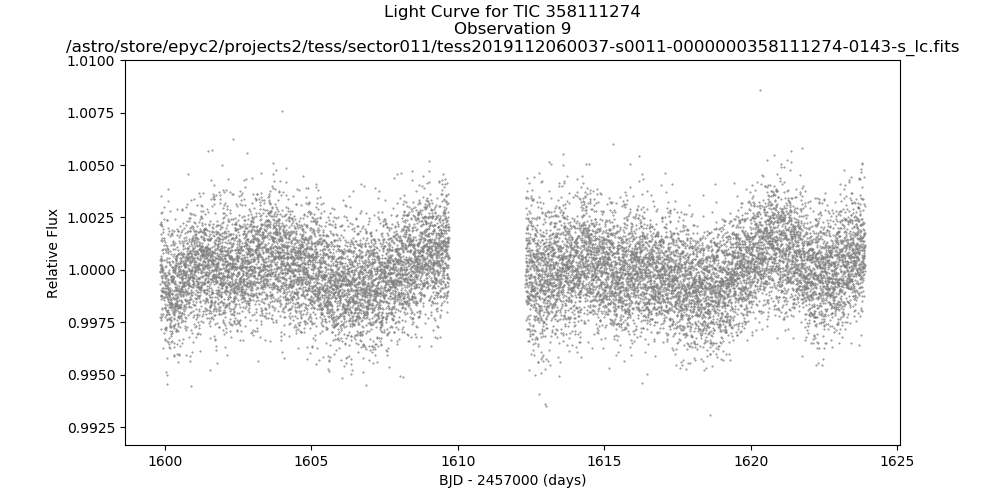 Light Curve for TIC 358111274
Observation 9
/astro/store/epyc2/projects2/tess/sector011/tess2019112060037-s0011-0000000358111274-0143-s_lc.fits
1.0100
1.0075
1.0050
1.0025
1.0000
0.9975
0.9950
0.9925
Relative Flux
1600 1605 1610 1615 1620 1625
BJD - 2457000 (days)